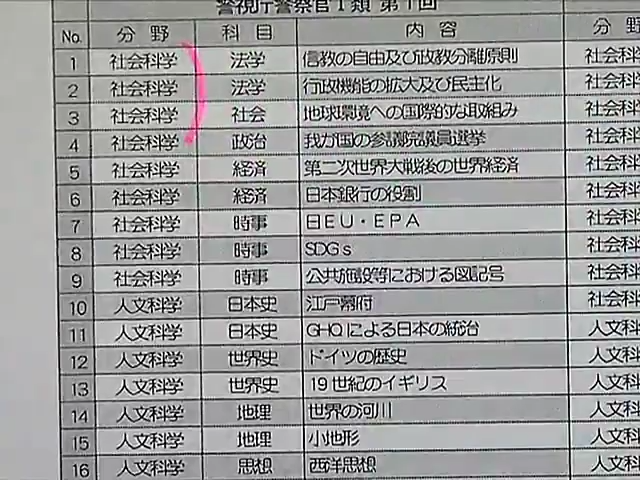 警視庁警察官Ⅰ類 第1回
No. 分野 科目 内容 分野
1 社会科学 法学 信教の自由及び政教分離原則 社会科
2 社会科学 法学 行政機能の拡大及び民主化 社会科
3 社会科学 社会 地球環境への国際的な取組み 社会科
4 社会科学 政治 我が国の参議院議員選挙 社会科
5 社会科学 経済 第二次世界大戦後の世界経済 社会科
6 社会科学 経済 日本銀行の役割 社会科
7 社会科学 時事 日EU・EPA 社会科
8 社会科学 時事 SDGs 社会科
9 社会科学 時事 公共施設等における図記号 社会科
10 人文科学 日本史 江戸幕府 社会科
11 人文科学 日本史 GHQによる日本の統治 人文科
12 人文科学 世界史 ドイツの歴史 人文科
13 人文科学 世界史 19世紀のイギリス 人文科
14 人文科学 地理 世界の河川 人文科
15 人文科学 地理 小地形 人文科
16 人文科学 思想 西洋思想 人文科